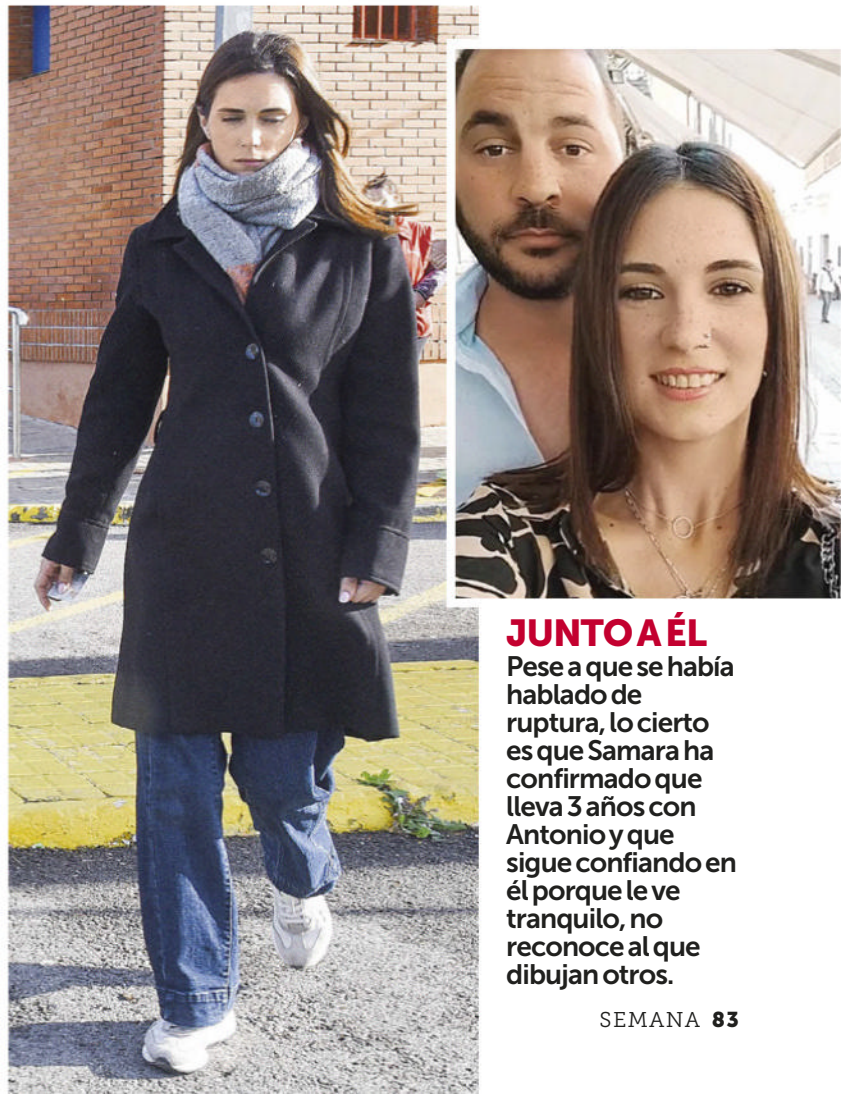 JUNTO A ÉL
Pese a que se había
hablado de
ruptura, lo cierto
es que Samara ha
confirmado que
lleva 3 años con
Antonio y que
sigue confiando en
él porque le ve
tranquilo, no
reconoce al que
dibujan otros.
SEMANA 83